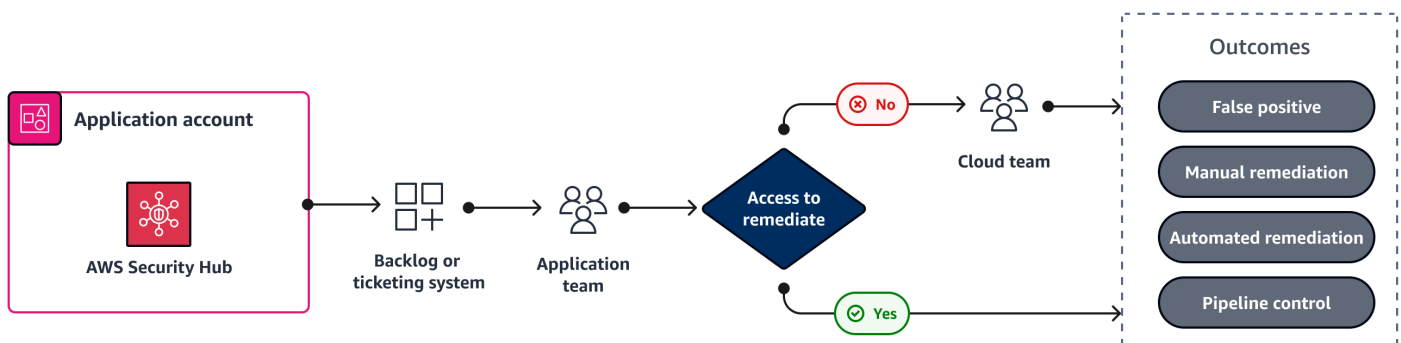 Application account
AWS Security Hub
Backlog or
ticketing system
Application
team
Access to
remediate
No
Cloud team
Yes
Outcomes
False positive
Manual remediation
Automated remediation
Pipeline control